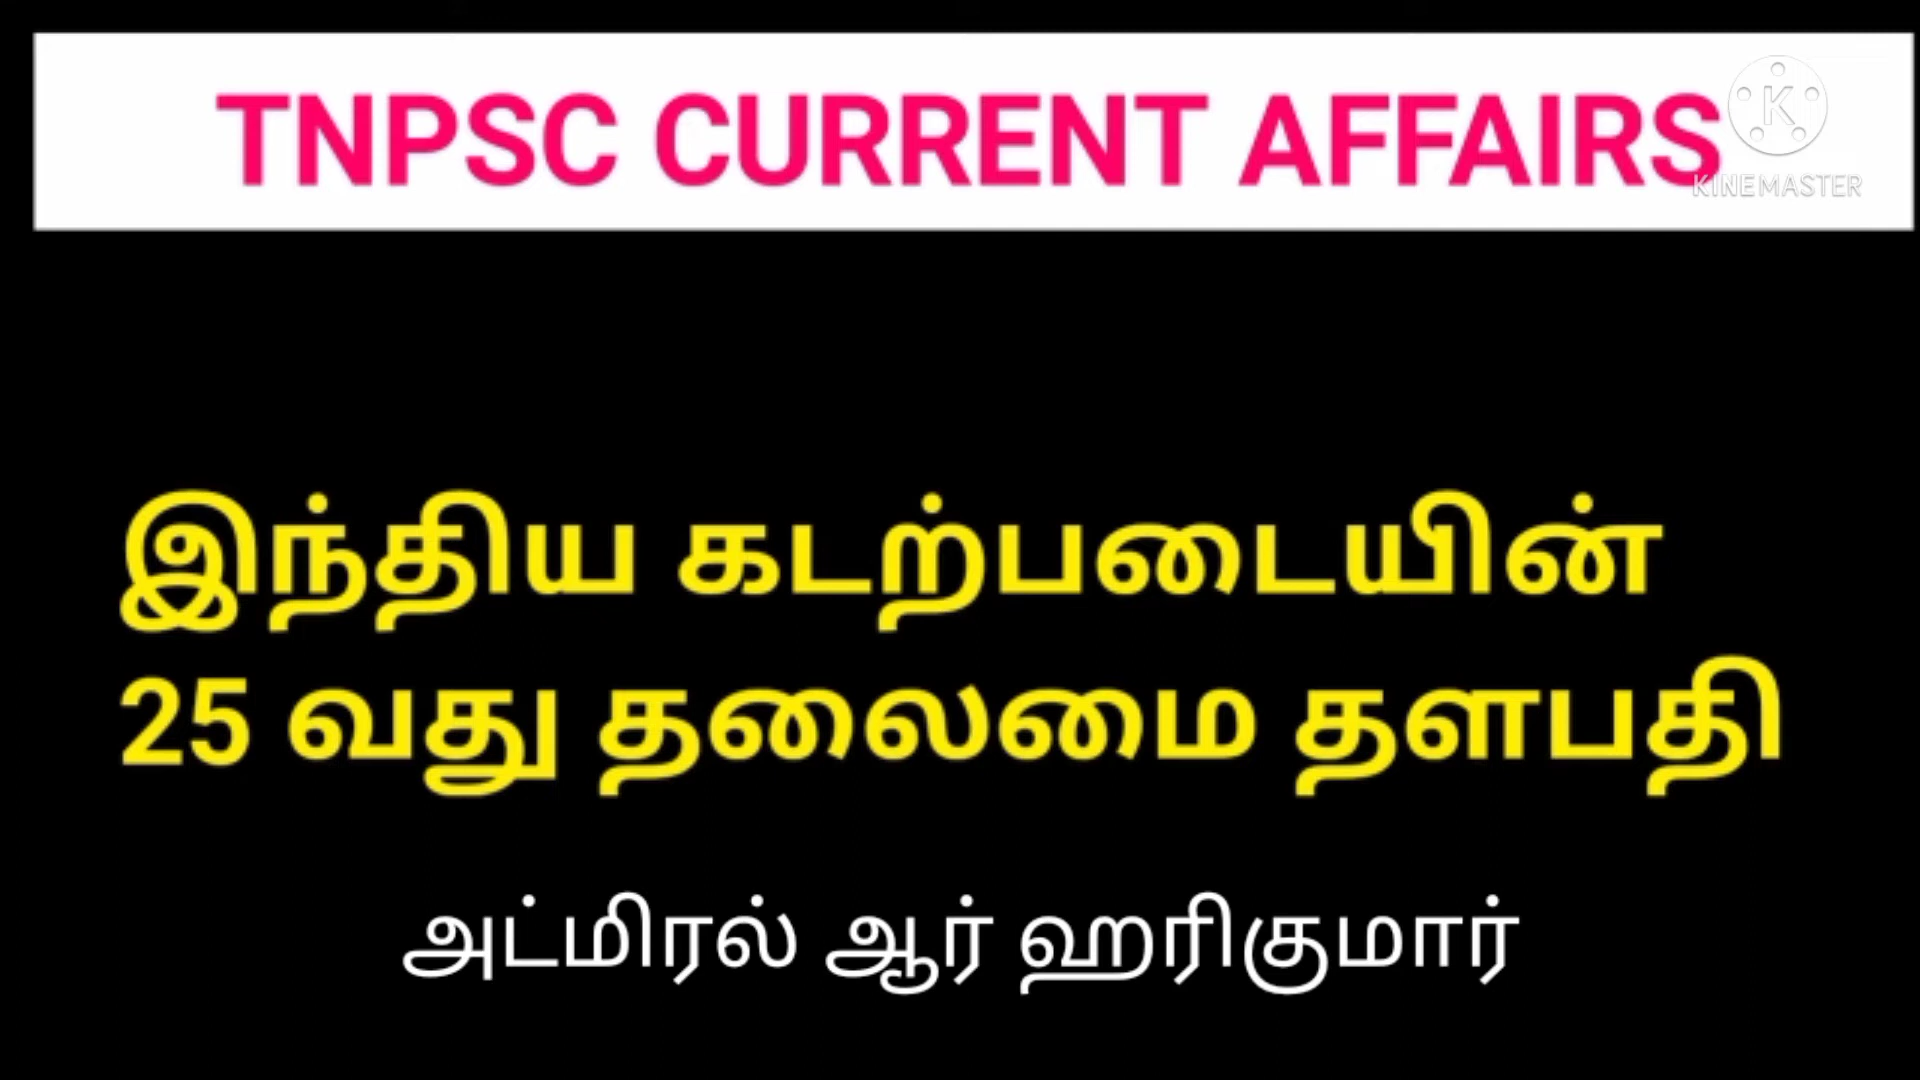 TNPSC CURRENT AFFAIRS
KINEMASTER
இந்திய கடற்படையின்
25 வது தலைமை தளபதி
அட்மிரல் ஆர் ஹரிகுமார்